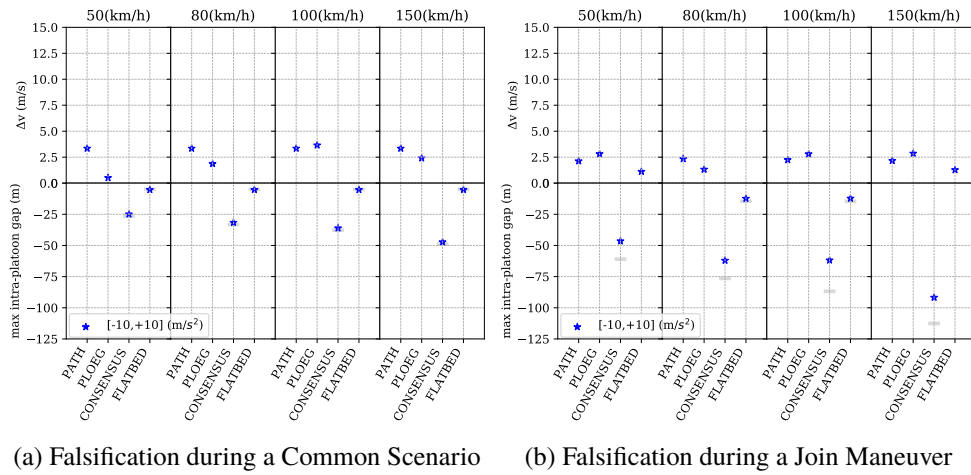 50(km/h) 80(km/h) 100(km/h) 150(km/h)
15.0
12.5
10.0
7.5
5.0
2.5
0.0
−25
−50
−75
−100
−125
Δv (m/s)
max intra-platoon gap (m)
[-10,+10] (m/s²)
PATH PLOEG CONSENSUS FLATBED PATH PLOEG CONSENSUS FLATBED PATH PLOEG CONSENSUS FLATBED PATH PLOEG CONSENSUS FLATBED
(a) Falsification during a Common Scenario
50(km/h) 80(km/h) 100(km/h) 150(km/h)
15.0
12.5
10.0
7.5
5.0
2.5
0.0
−25
−50
−75
−100
−125
Δv (m/s)
max intra-platoon gap (m)
[-10,+10] (m/s²)
PATH PLOEG CONSENSUS FLATBED PATH PLOEG CONSENSUS FLATBED PATH PLOEG CONSENSUS FLATBED PATH PLOEG CONSENSUS FLATBED
(b) Falsification during a Join Maneuver